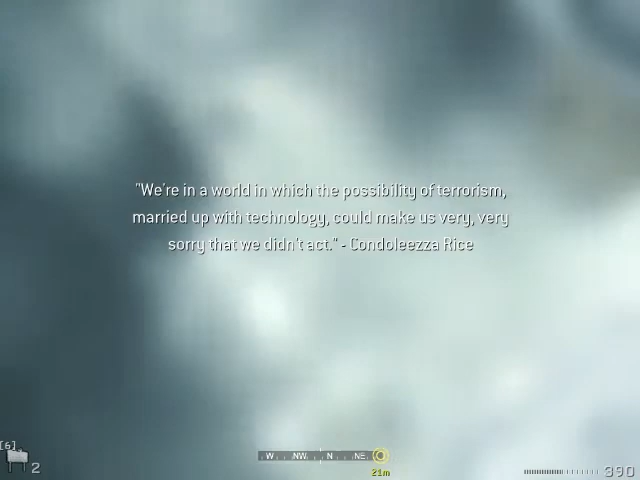 "We're in a world in which the possibility of terrorism,
married up with technology, could make us very, very
sorry that we didn't act." - Condoleezza Rice
[6]
2
W NW N NE
21m
390